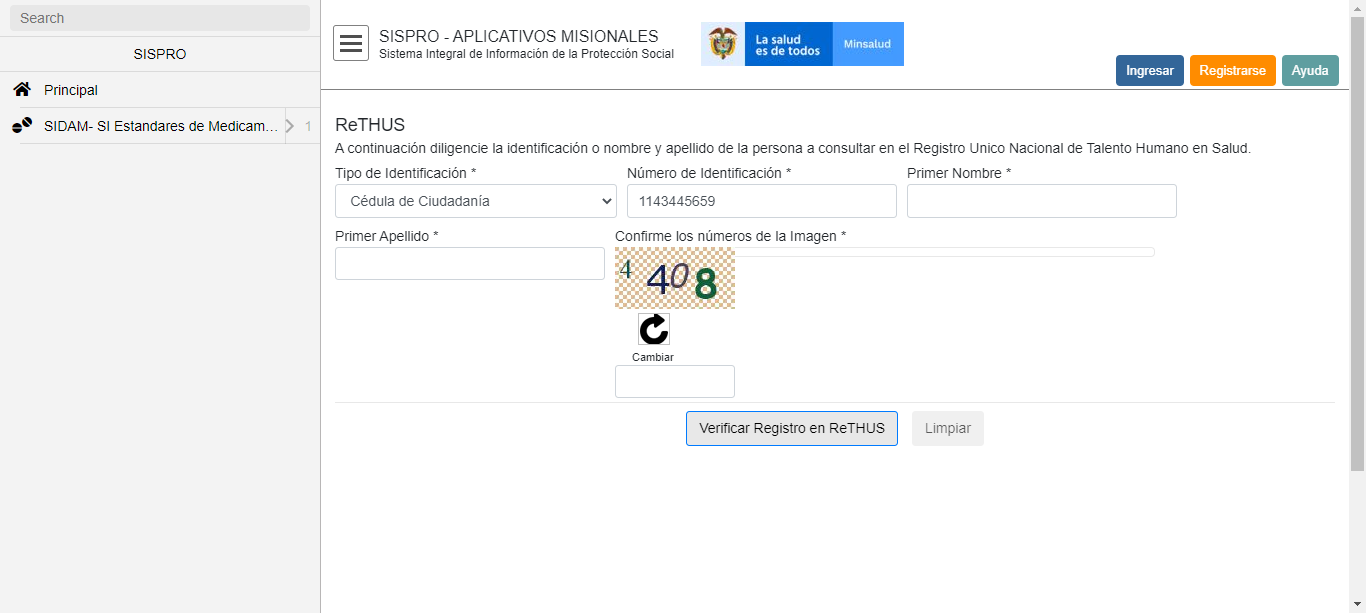 Search
SISPRO
Principal
SIDAM- SI Estandares de Medicam... 1
SISPRO - APLICATIVOS MISIONALES
Sistema Integral de Información de la Protección Social
La salud
es de todos
Minsalud
Ingresar Registrarse Ayuda
ReTHUS
A continuación diligencie la identificación o nombre y apellido de la persona a consultar en el Registro Unico Nacional de Talento Humano en Salud.
Tipo de Identificación * Número de Identificación * Primer Nombre *
Cédula de Ciudadanía 1143445659
Primer Apellido * Confirme los números de la Imagen *
4 4 0 8
Cambiar
Verificar Registro en ReTHUS Limpiar